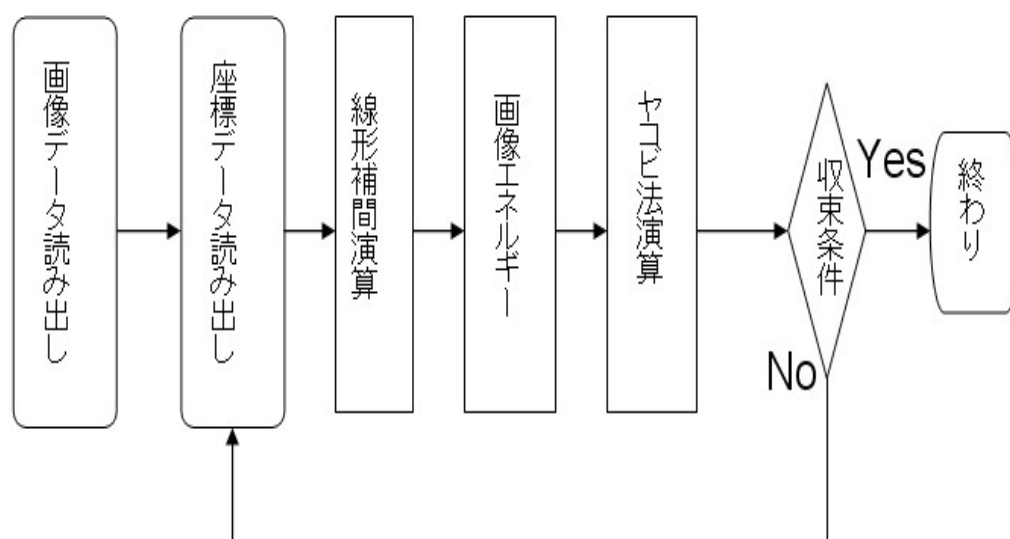 画像データ読み出し
座標データ読み出し
線形補間演算
画像エネルギー
ヤコビ法演算
収束条件
Yes
No
終わり